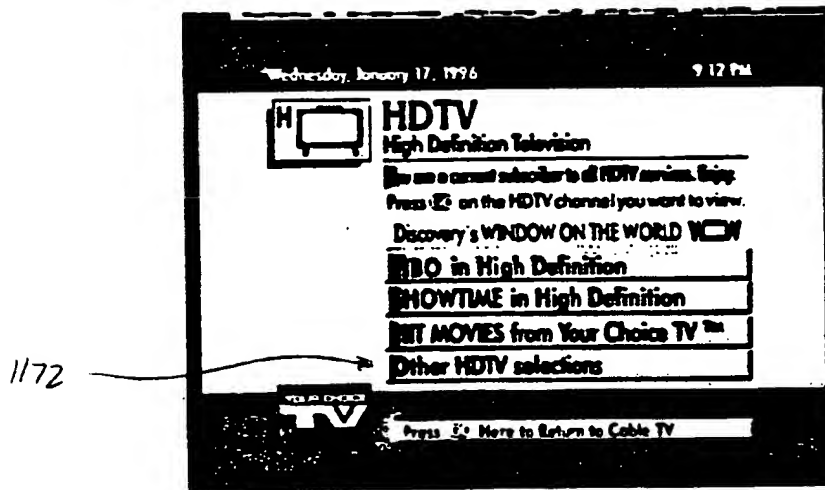 Wednesday, January 17, 1996 9 12 PM
H
HDTV
High Definition Television
You are a current subscriber to all HDTV services. Enjoy.
Press on the HDTV channel you want to view.
Discovery's WINDOW ON THE WORLD WOW
HBO in High Definition
SHOWTIME in High Definition
HIT MOVIES from Your Choice TV ™
Other HDTV selections
1172
TV
Press Here to Return to Cable TV